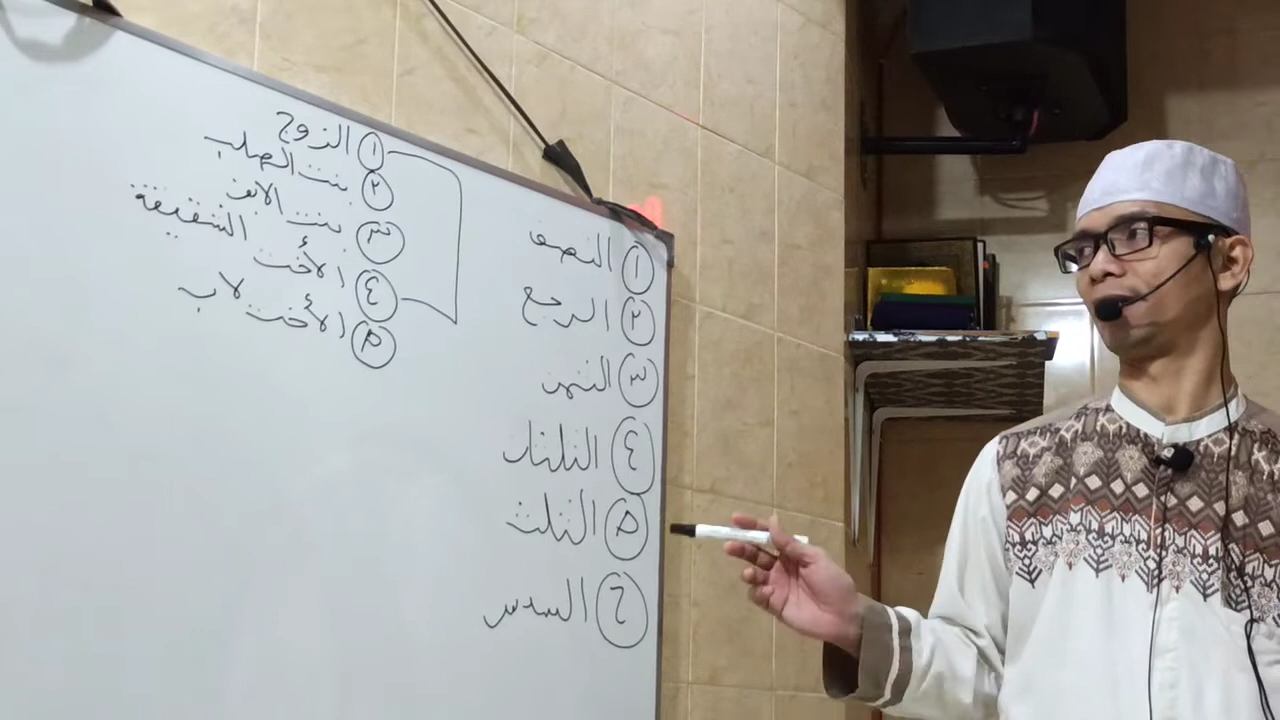 ١ النصف
٢ الربع
٣ الثمن
٤ الثلثان
٥ الثلث
٦ السدس
١ الزوج
٢ بنت الصلب
٣ بنت الابن
٤ الأخت الشقيقة
٥ الأخت لاب